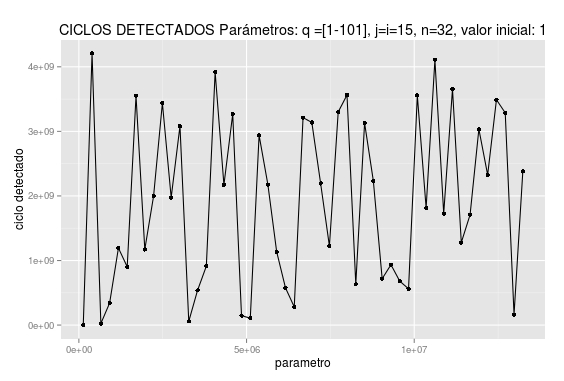 CICLOS DETECTADOS Parámetros: q =[1-101], j=i=15, n=32, valor inicial: 1
4e+09
3e+09
2e+09
1e+09
0e+00
ciclo detectado
0e+00 5e+06 1e+07
parametro